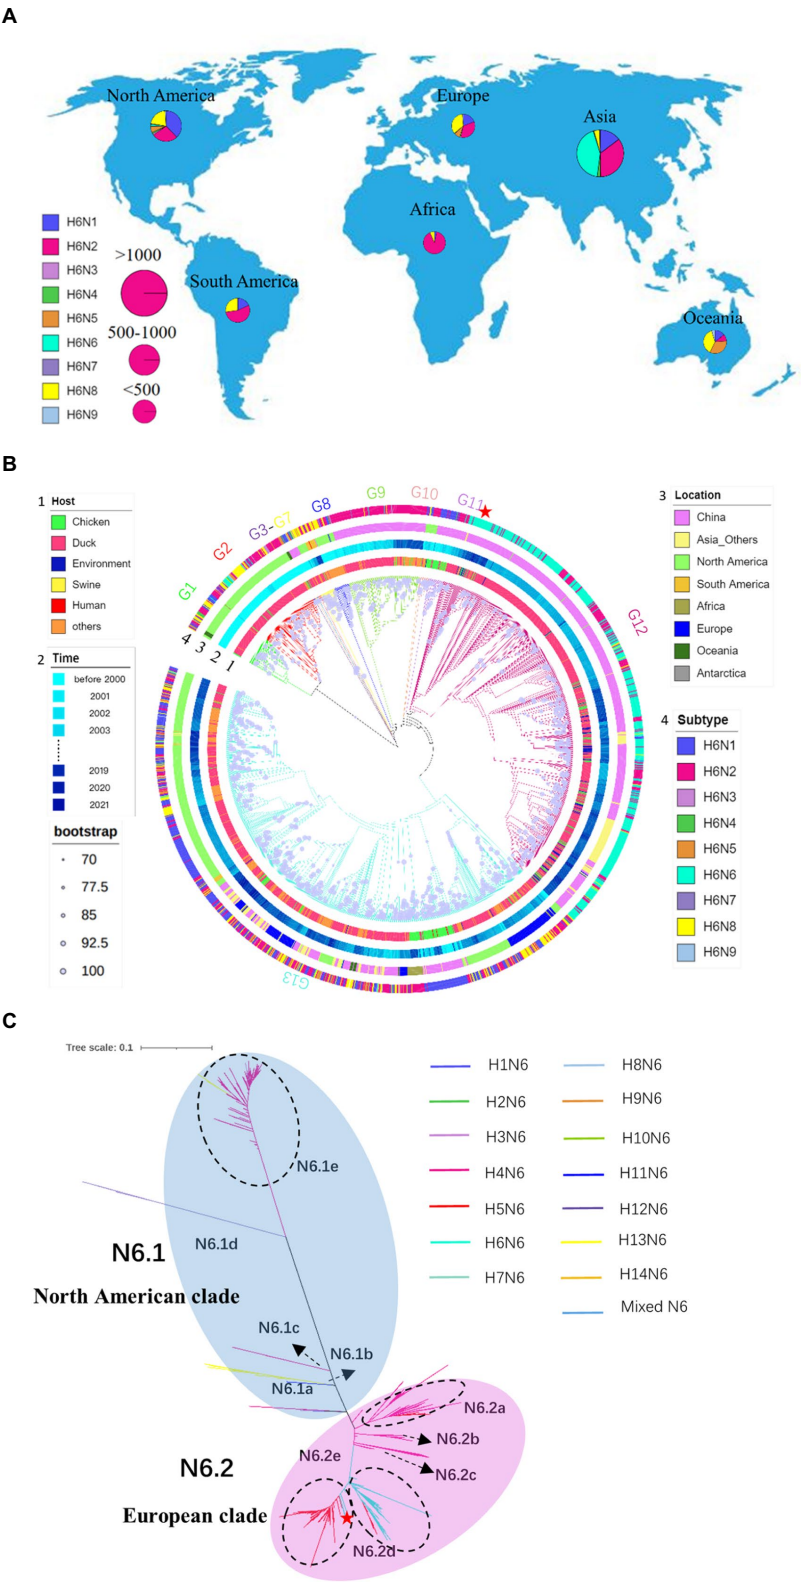 A
North America
Europe
Asia
Africa
South America
Oceania
H6N1
H6N2
H6N3
H6N4
H6N5
H6N6
H6N7
H6N8
H6N9
>1000
500-1000
<500
B
1 Host
Chicken
Duck
Environment
Swine
Human
others
2 Time
before 2000
2001
2002
2003
2019
2020
2021
bootstrap
70
77.5
85
92.5
100
G1
G2
G3-G7
G8
G9
G10
G11
G12
G13
4 3 2 1
3 Location
China
Asia_Others
North America
South America
Africa
Europe
Oceania
Antarctica
4 Subtype
H6N1
H6N2
H6N3
H6N4
H6N5
H6N6
H6N7
H6N8
H6N9
C
Tree scale: 0.1
N6.1e
N6.1d
N6.1
North American clade
N6.1c
N6.1b
N6.1a
N6.2a
N6.2b
N6.2c
N6.2e
N6.2
European clade
N6.2d
H1N6
H2N6
H3N6
H4N6
H5N6
H6N6
H7N6
H8N6
H9N6
H10N6
H11N6
H12N6
H13N6
H14N6
Mixed N6